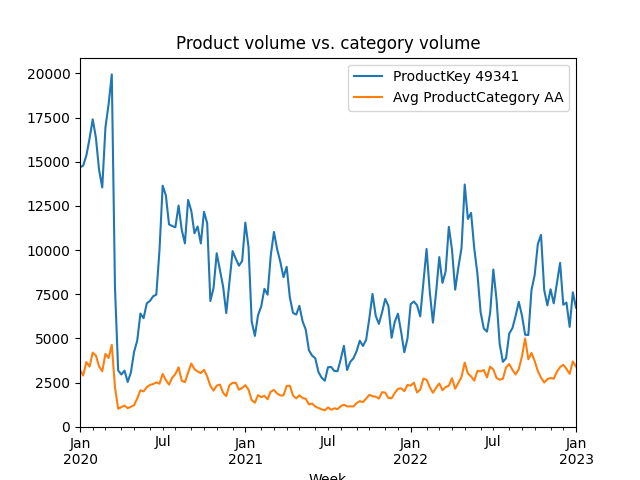 Product volume vs. category volume
ProductKey 49341
Avg ProductCategory AA
20000
17500
15000
12500
10000
7500
5000
2500
0
Jan Jul Jan Jul Jan Jul Jan
2020 2021 2022 2023
Week